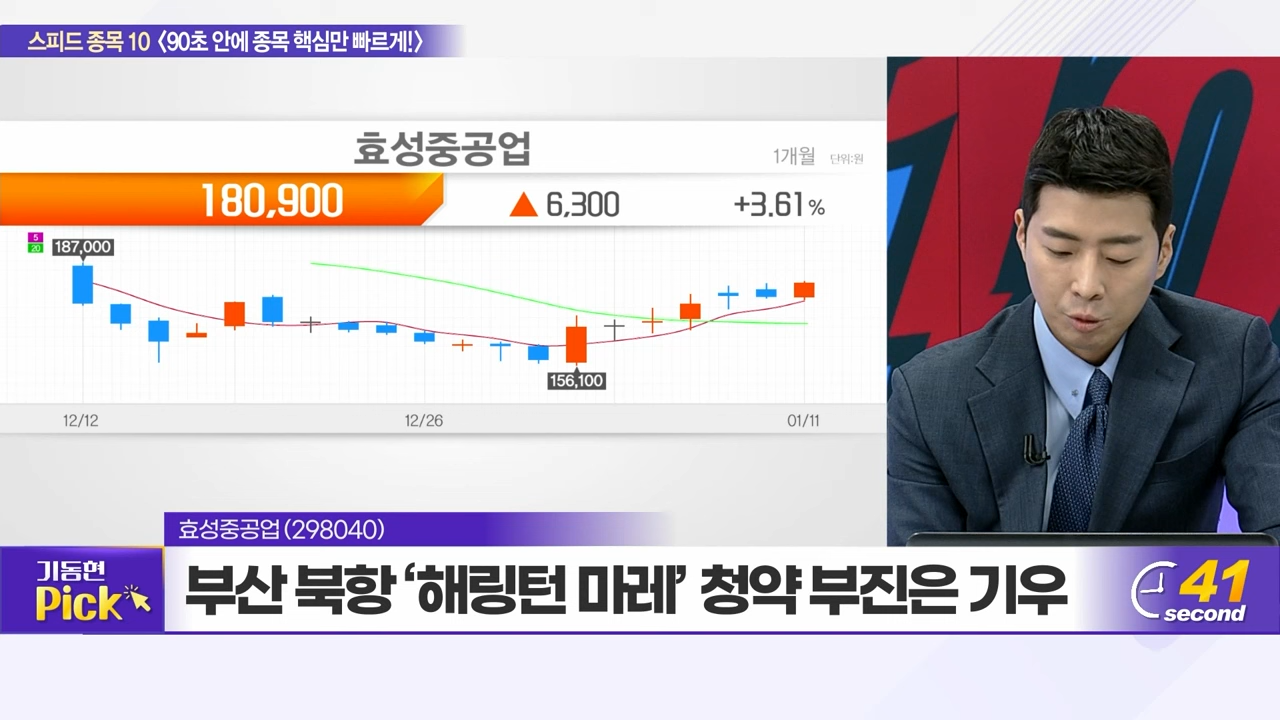 스피드 종목 10 〈90초 안에 종목 핵심만 빠르게!〉
효성중공업
1개월 단위:원
180,900 ▲ 6,300 +3.61 %
5
20
187,000
156,100
12/12 12/26 01/11
효성중공업(298040)
기동현
Pick
부산 북항 ‘해링턴 마레’ 청약 부진은 기우
41
second